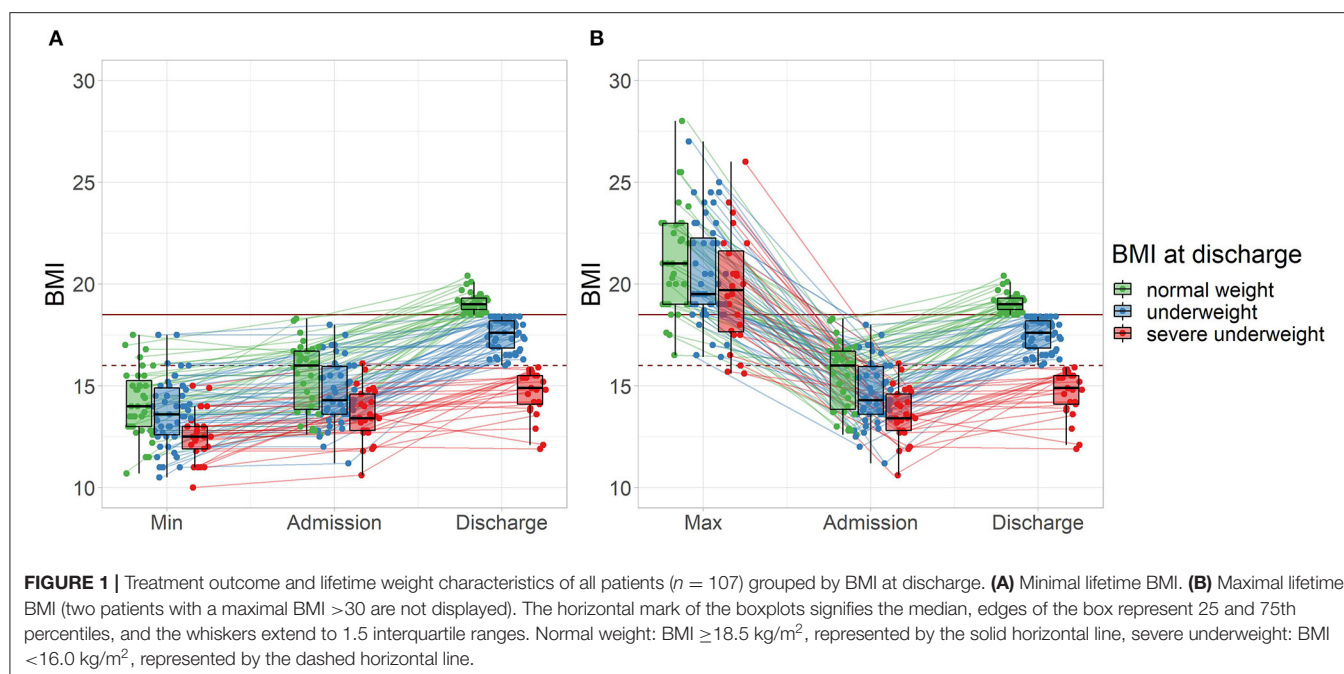 A
B
30
25
20
15
10
BMI
Min
Admission
Discharge
30
25
20
15
10
BMI
Max
Admission
Discharge
BMI at discharge
normal weight
underweight
severe underweight
FIGURE 1 | Treatment outcome and lifetime weight characteristics of all patients (n = 107) grouped by BMI at discharge. (A) Minimal lifetime BMI. (B) Maximal lifetime
BMI (two patients with a maximal BMI >30 are not displayed). The horizontal mark of the boxplots signifies the median, edges of the box represent 25 and 75th
percentiles, and the whiskers extend to 1.5 interquartile ranges. Normal weight: BMI ≥18.5 kg/m², represented by the solid horizontal line, severe underweight: BMI
<16.0 kg/m², represented by the dashed horizontal line.